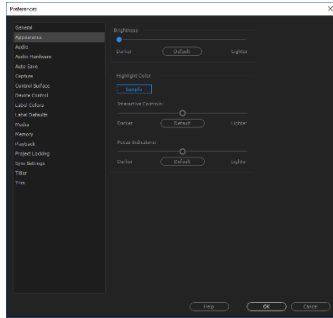 Preferences
General
Appearance
Audio
Audio Hardware
Auto Save
Capture
Control Surface
Device Control
Label Colors
Label Defaults
Media
Memory
Playback
Project Locking
Sync Settings
Titler
Trim
Brightness
Darker Default Lighter
Highlight Color
Sample
Interactive Controls
Darker Default Lighter
Focus Indicators
Darker Default Lighter
Help OK Cancel